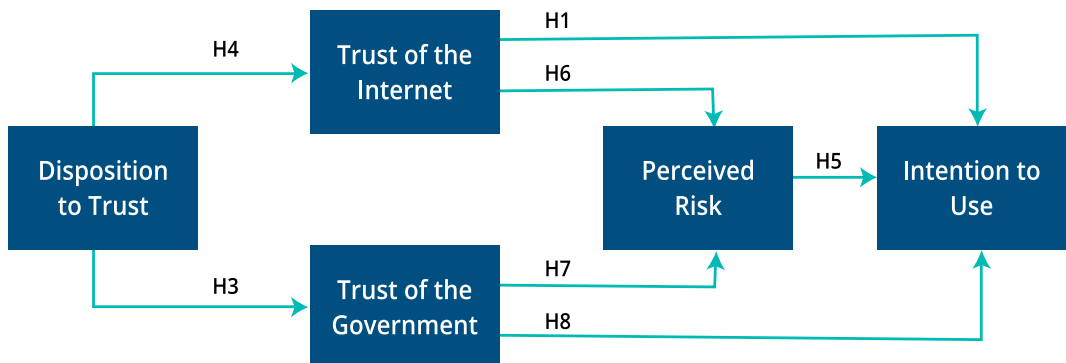 H1
H4
Trust of the
Internet
H6
Disposition
to Trust
Perceived
Risk
H5
Intention to
Use
H3
Trust of the
Government
H7
H8